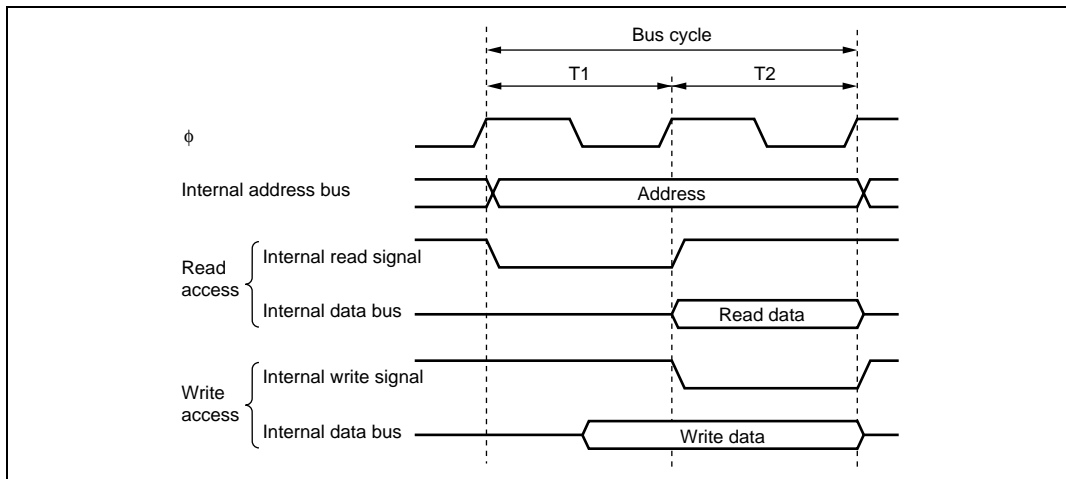 Bus cycle
T1 T2
ϕ
Internal address bus
Address
Read
access
Internal read signal
Internal data bus
Read data
Write
access
Internal write signal
Internal data bus
Write data